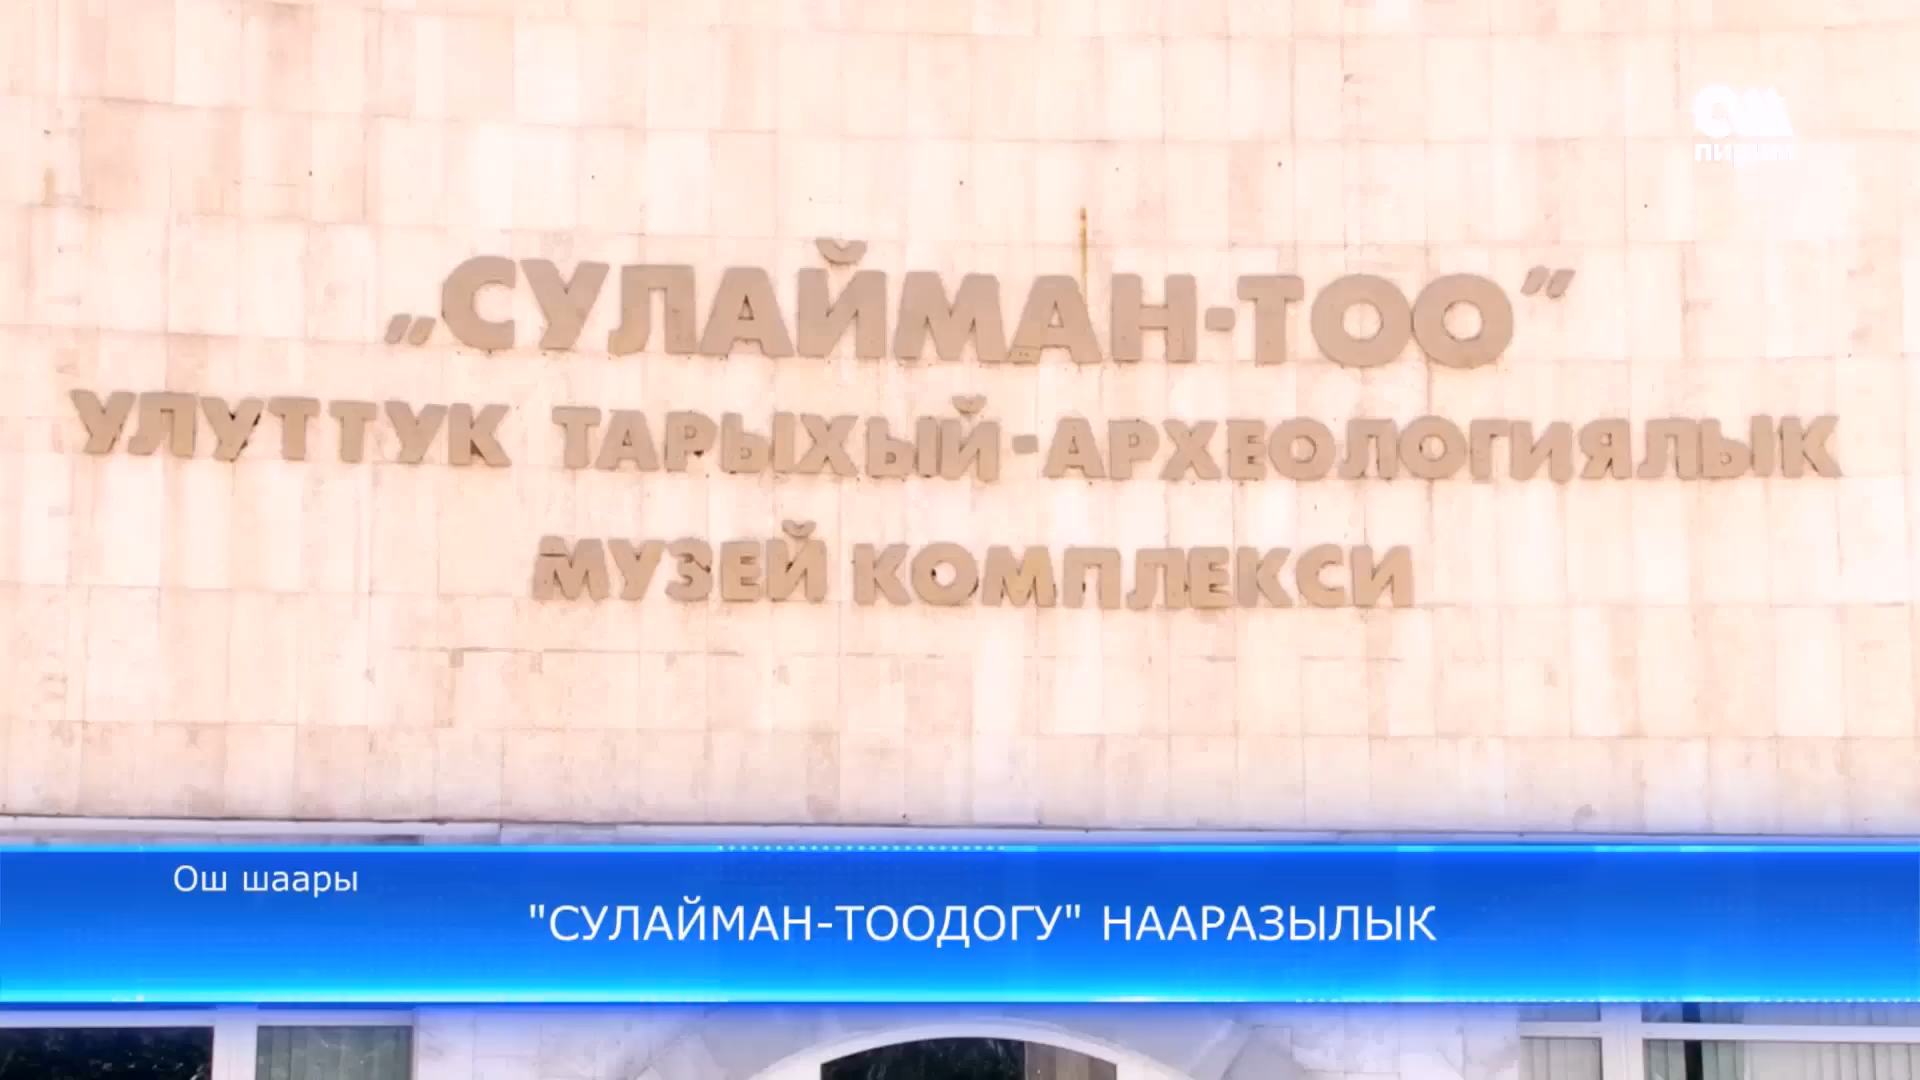 „СУЛАЙМАН-ТОО”
УЛУТТУК ТАРЫХЫЙ-АРХЕОЛОГИЯЛЫК
МУЗЕЙ КОМПЛЕКСИ
Ош шаары
"СУЛАЙМАН-ТООДОГУ" НААРАЗЫЛЫК